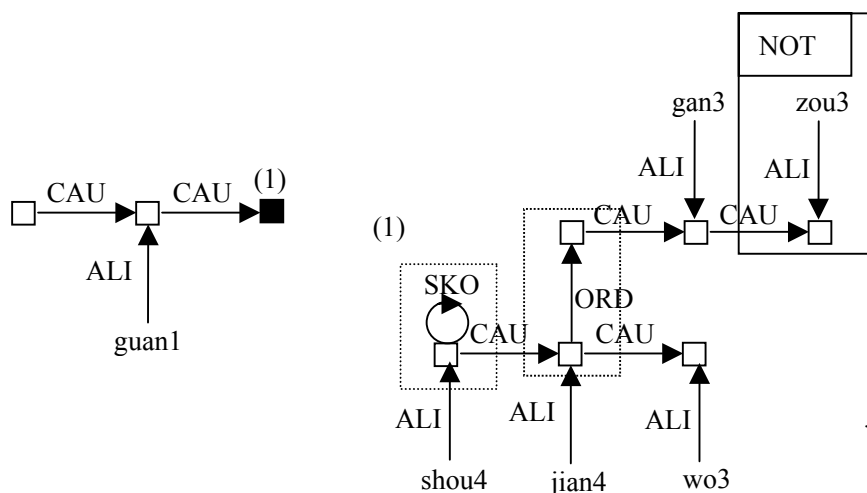 NOT
gan3 zou3
ALI ALI
(1)
CAU CAU
(1) CAU CAU
ALI
SKO ORD
guan1
CAU CAU
ALI ALI ALI
shou4 jian4 wo3